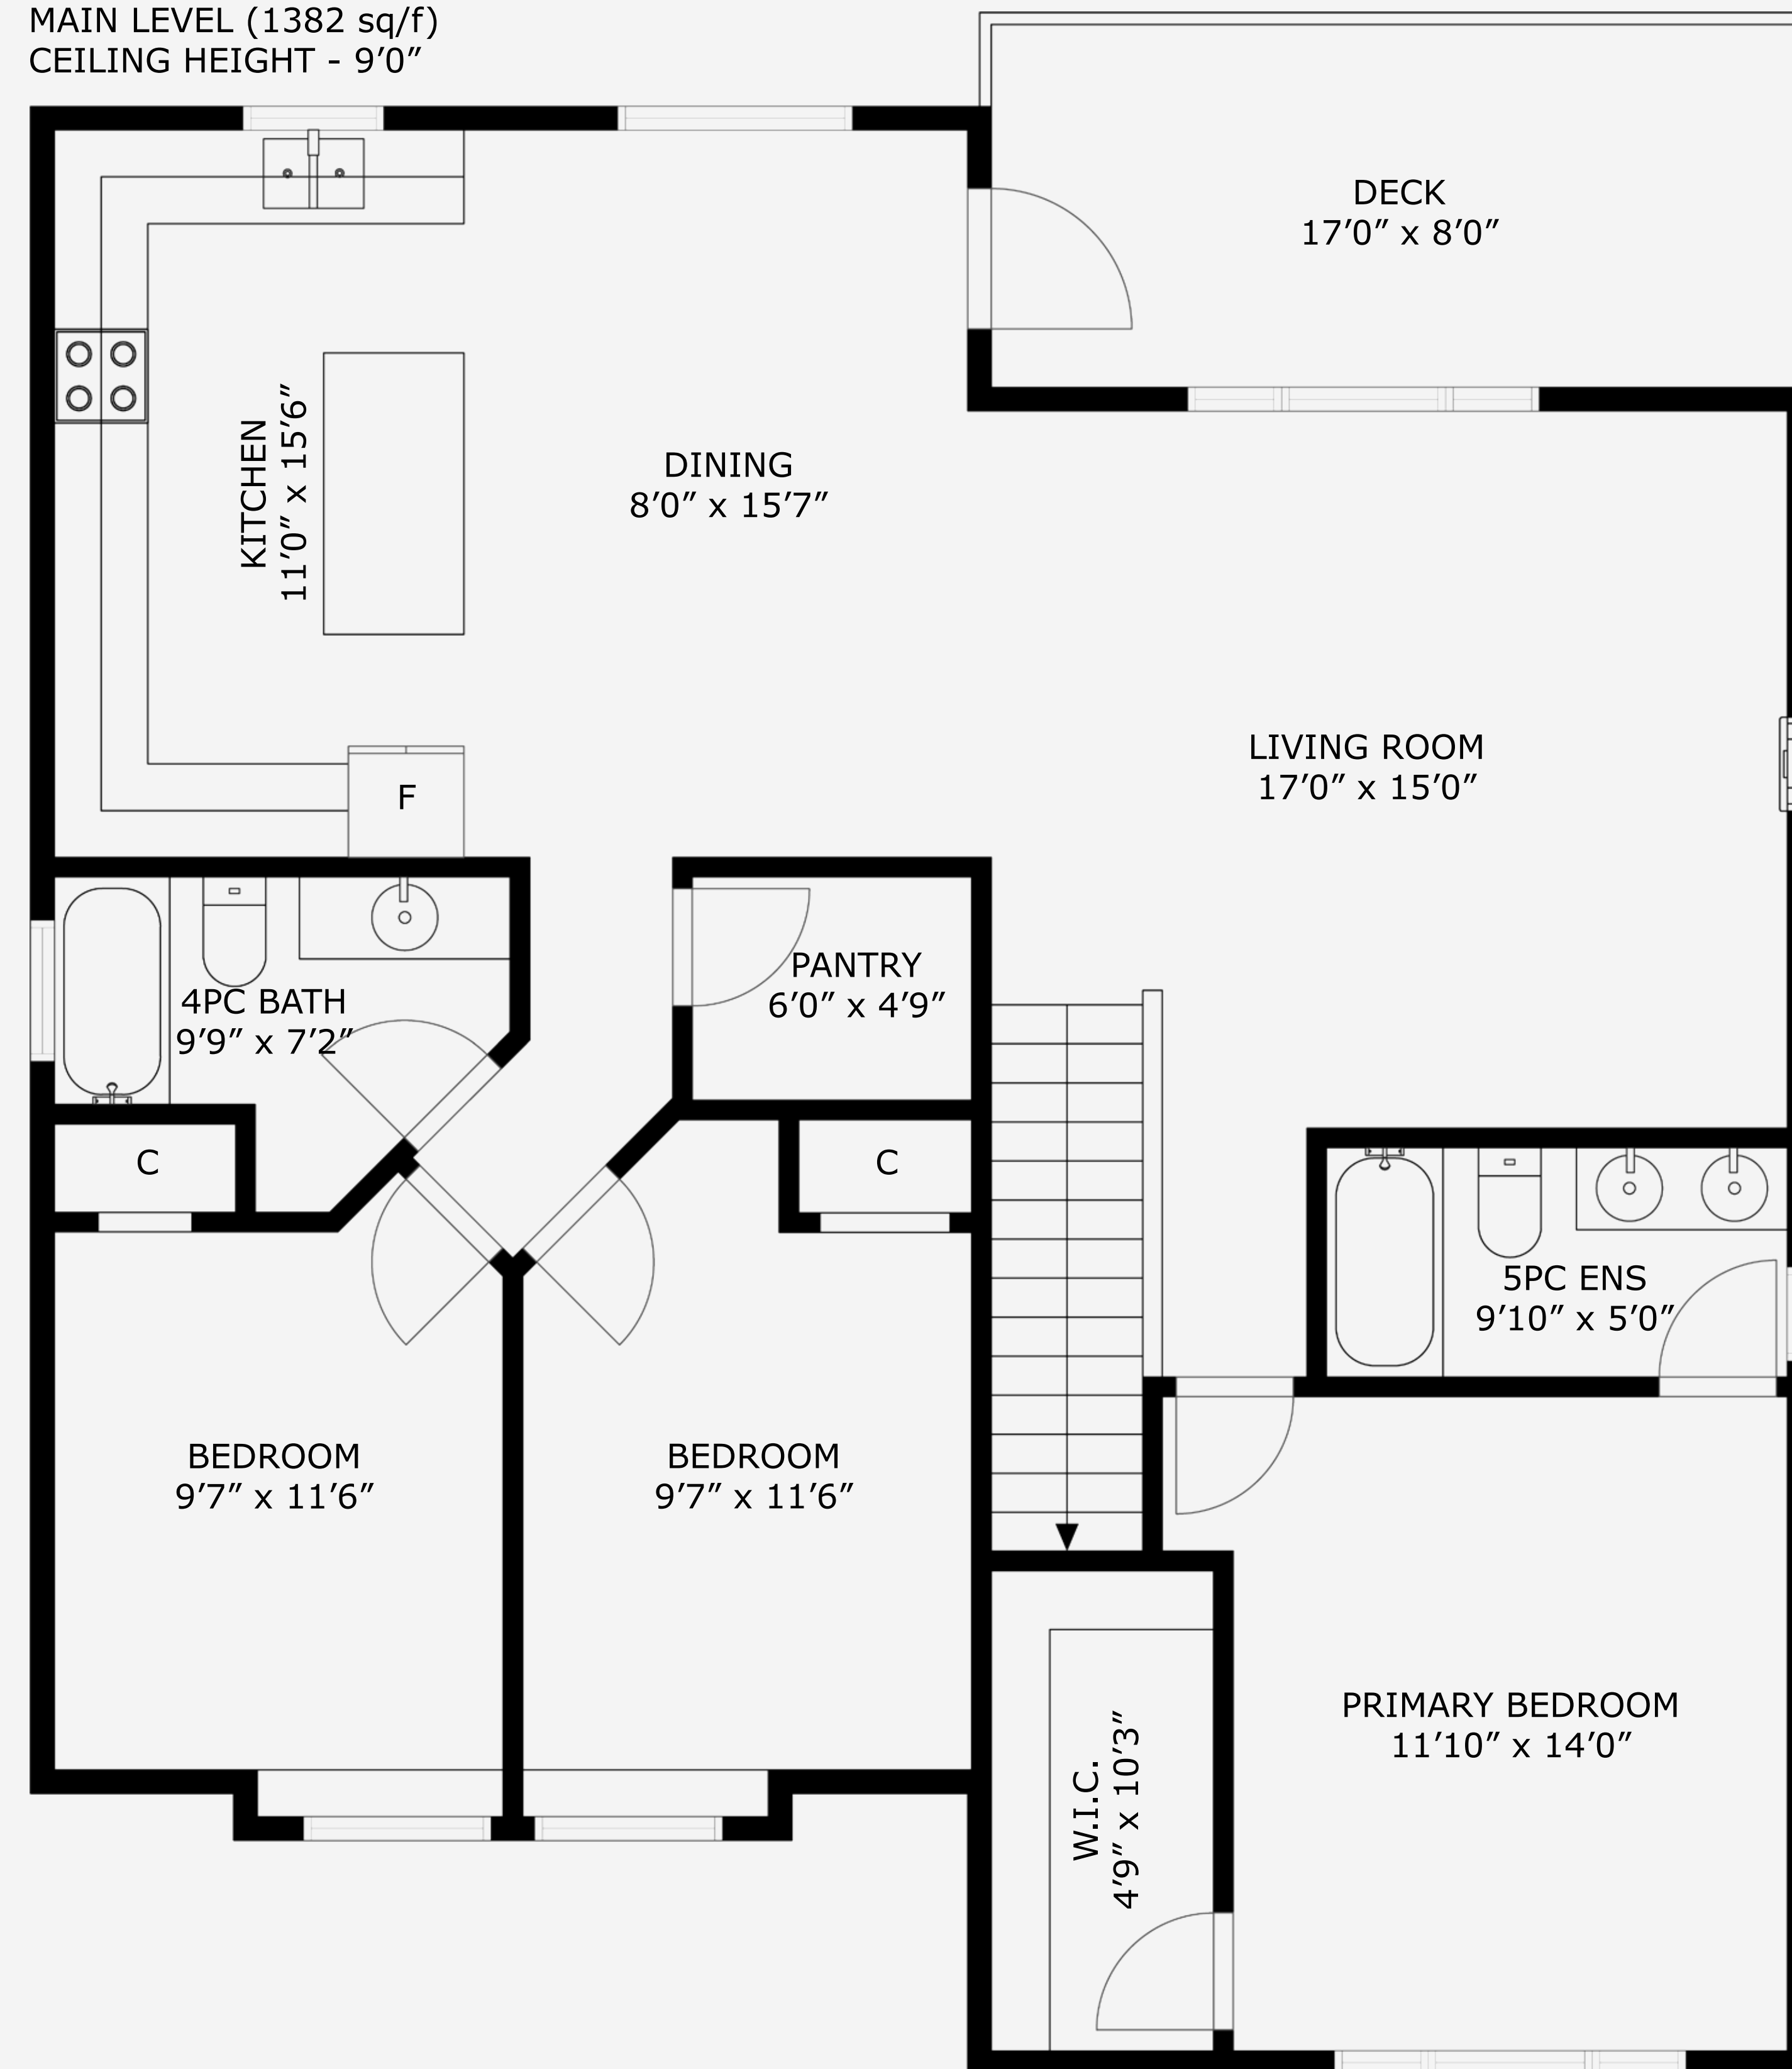 MAIN LEVEL (1382 sq/f)
CEILING HEIGHT - 9’0”
DECK
17’0” x 8’0”
KITCHEN
11’0” x 15’6”
DINING
8’0” x 15’7”
LIVING ROOM
17’0” x 15’0”
F
PANTRY
6’0” x 4’9”
4PC BATH
9’9” x 7’2”
C
C
5PC ENS
9’10” x 5’0”
BEDROOM
9’7” x 11’6”
BEDROOM
9’7” x 11’6”
PRIMARY BEDROOM
11’10” x 14’0”
W.I.C.
4’9” x 10’3”